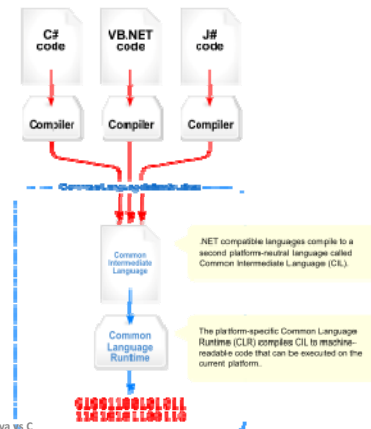 C#
code
VB.NET
code
J#
code
Compiler
Compiler
Compiler
Common
Intermediate
Language
.NET compatible languages compile to a
second platform-neutral language called
Common Intermediate Language (CIL).
Common
Language
Runtime
The platform-specific Common Language
Runtime (CLR) compiles CIL to machine-
readable code that can be executed on the
current platform.